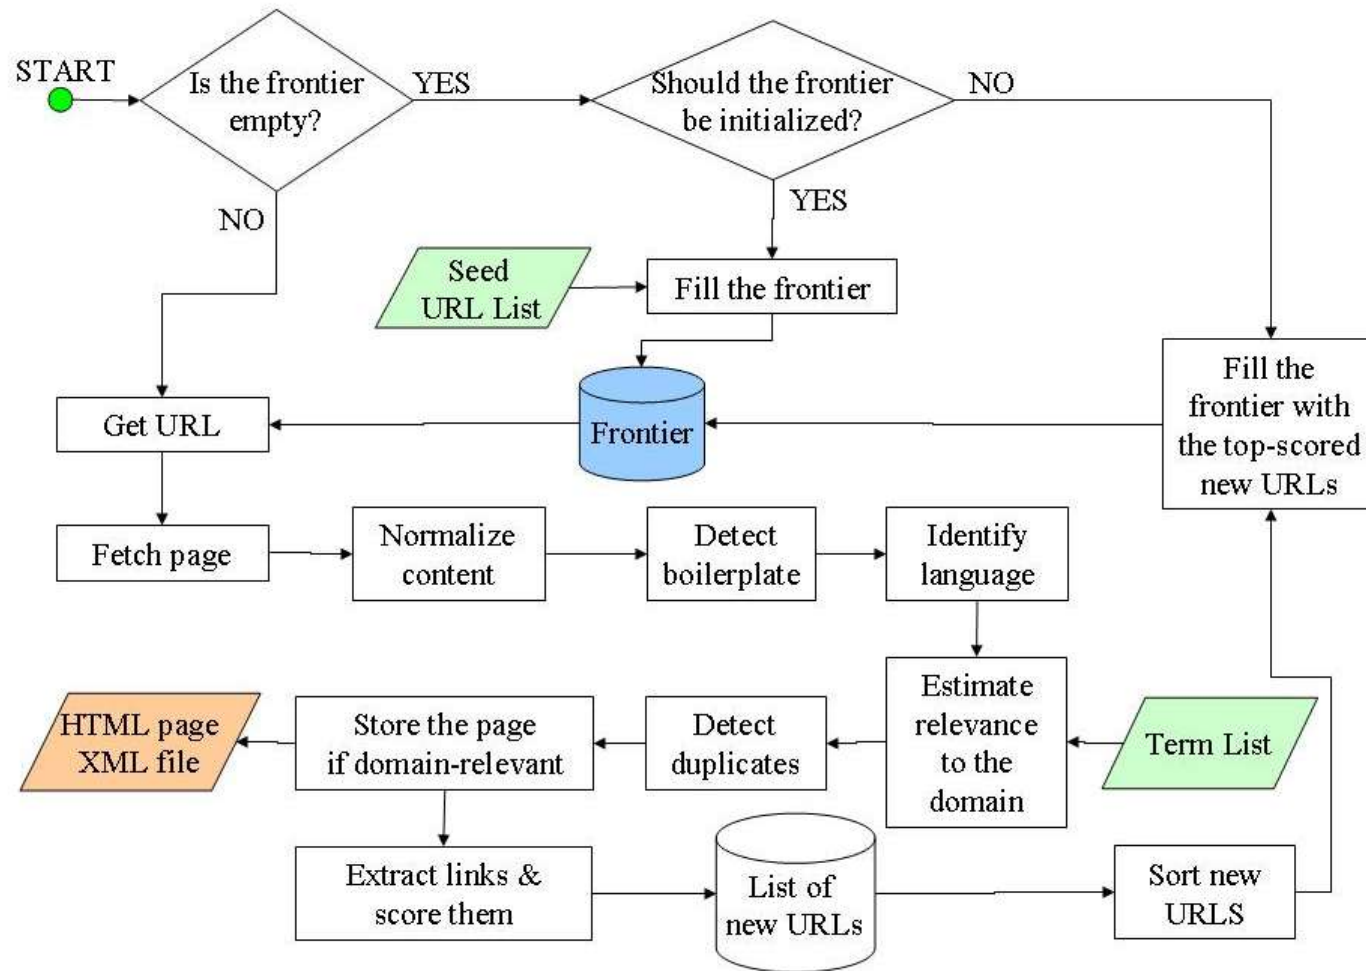 START
Is the frontier
empty?
YES
Should the frontier
be initialized?
NO
NO
YES
Seed
URL List
Fill the frontier
Fill the
frontier with
the top-scored
new URLs
Get URL
Frontier
Fetch page
Normalize
content
Detect
boilerplate
Identify
language
HTML page
XML file
Store the page
if domain-relevant
Detect
duplicates
Estimate
relevance
to the
domain
Term List
Extract links &
score them
List of
new URLs
Sort new
URLS